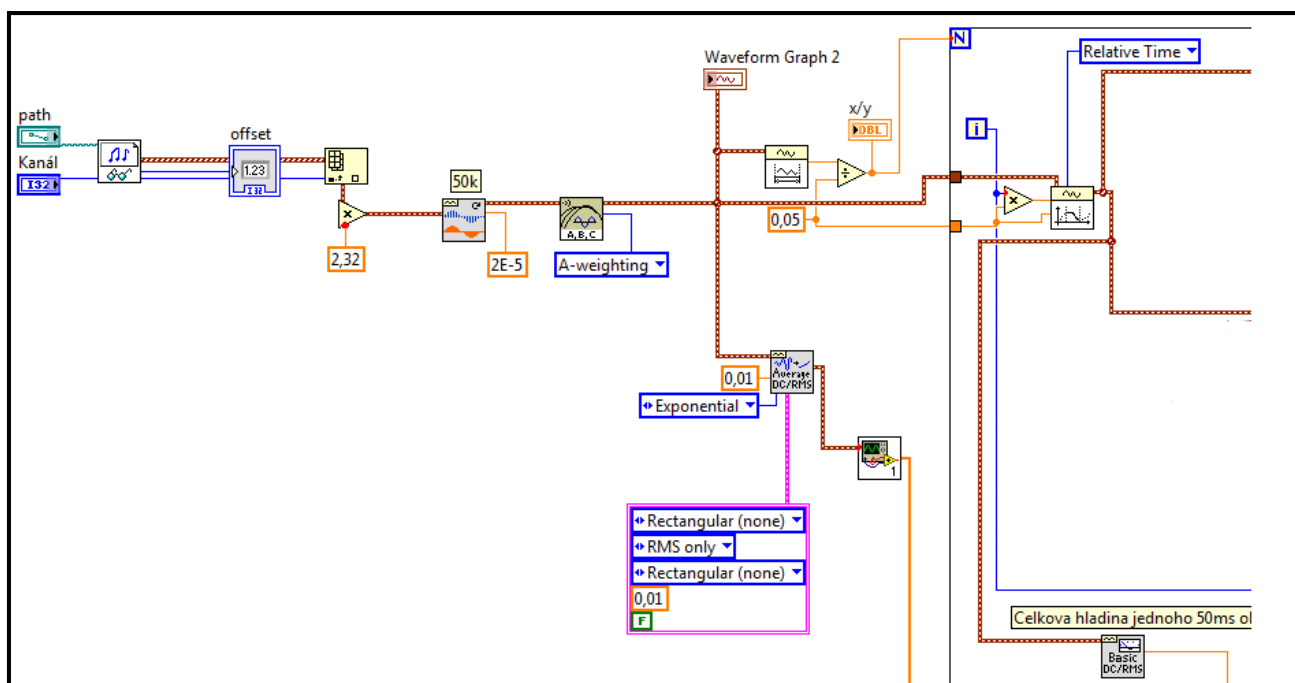 path
Kanál
I32
offset
1.23
I32
2,32
50k
2E-5
A,B,C
A-weighting
Waveform Graph 2
x/y
DBL
0,05
N
i
Relative Time
0,01
Average
DC/RMS
Exponential
1
Rectangular (none)
RMS only
Rectangular (none)
0,01
F
Celkova hladina jednoho 50ms
Basic
DC/RMS